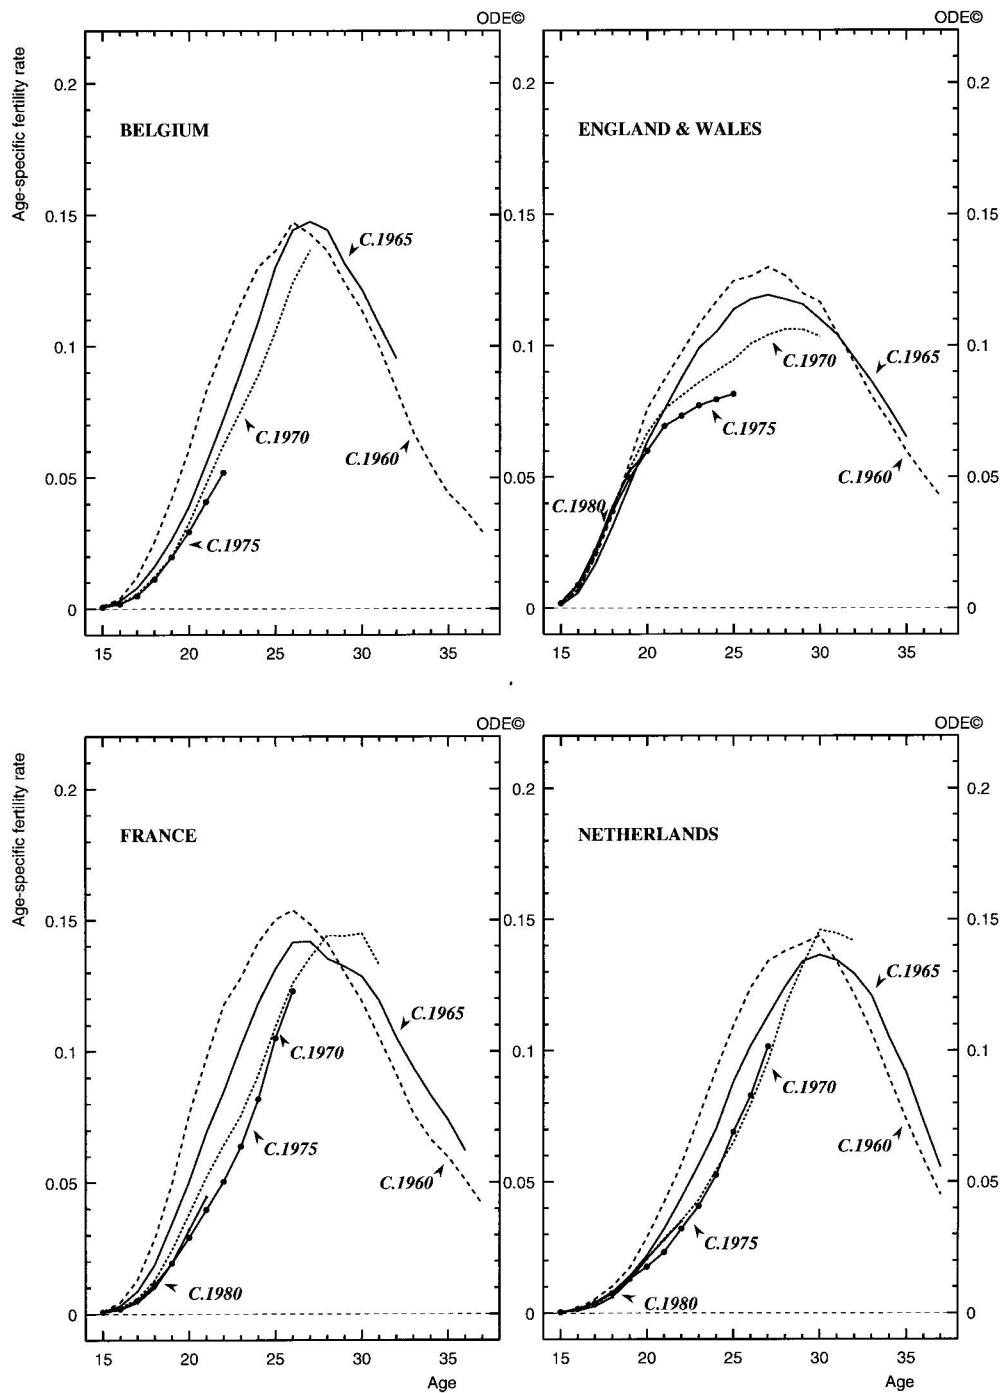 ODE©
ODE©
Age-specific fertility rate
0.2
0.2
BELGIUM
ENGLAND & WALES
0.15
0.15
0.15
C.1965
C.1965
0.1
0.1
0.1
C.1970
C.1970
C.1975
C.1960
C.1960
0.05
0.05
0.05
C.1980
C.1975
0
0
0
15 20 25 30 35
15 20 25 30 35
ODE©
ODE©
Age-specific fertility rate
0.2
0.2
0.2
FRANCE
NETHERLANDS
0.15
0.15
0.15
C.1965
C.1965
0.1
0.1
0.1
C.1970
C.1970
C.1975
C.1960
C.1960
0.05
0.05
0.05
C.1975
C.1980
C.1980
0
0
0
15 20 25 30 35
15 20 25 30 35
Age
Age